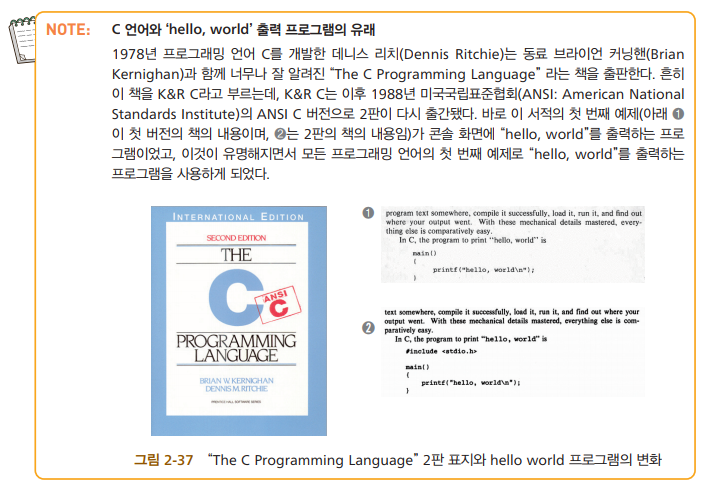 NOTE: C 언어와 ‘hello, world’ 출력 프로그램의 유래
1978년 프로그래밍 언어 C를 개발한 데니스 리치(Dennis Ritchie)는 동료 브라이언 커닝핸(Brian
Kernighan)과 함께 너무나 잘 알려진 “The C Programming Language” 라는 책을 출판한다. 흔히
이 책을 K&R C라고 부르는데, K&R C는 이후 1988년 미국국립표준협회(ANSI: American National
Standards Institute)의 ANSI C 버전으로 2판이 다시 출간됐다. 바로 이 서적의 첫 번째 예제(아래 ❶
이 첫 버전의 책의 내용이며, ❷는 2판의 책의 내용임)가 콘솔 화면에 “hello, world”를 출력하는 프로
그램이었고, 이것이 유명해지면서 모든 프로그래밍 언어의 첫 번째 예제로 “hello, world”를 출력하는
프로그램을 사용하게 되었다.
INTERNATIONAL EDITION
SECOND EDITION
THE
C
ANSI
C
PROGRAMMING
LANGUAGE
BRIAN W. KERNIGHAN
DENNIS M. RITCHIE
PRENTICE HALL SOFTWARE SERIES
❶
program text somewhere, compile it successfully, load it, run it, and find out
where your output went. With these mechanical details mastered, every-
thing else is comparatively easy.
In C, the program to print “hello, world” is
main()
{
printf("hello, world\n");
}
❷
text somewhere, compile it successfully, load it, run it, and find out where your
output went. With these mechanical details mastered, everything else is com-
paratively easy.
In C, the program to print "hello, world" is
#include <stdio.h>
main()
{
printf("hello, world\n");
}
그림 2-37 “The C Programming Language” 2판 표지와 hello world 프로그램의 변화